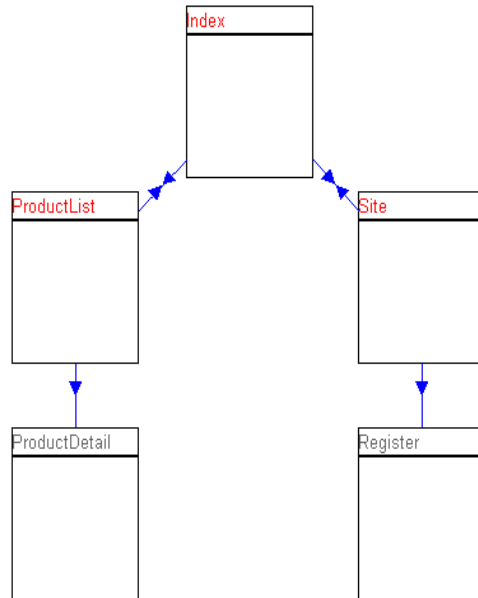 Index
ProductList
Site
ProductDetail
Register